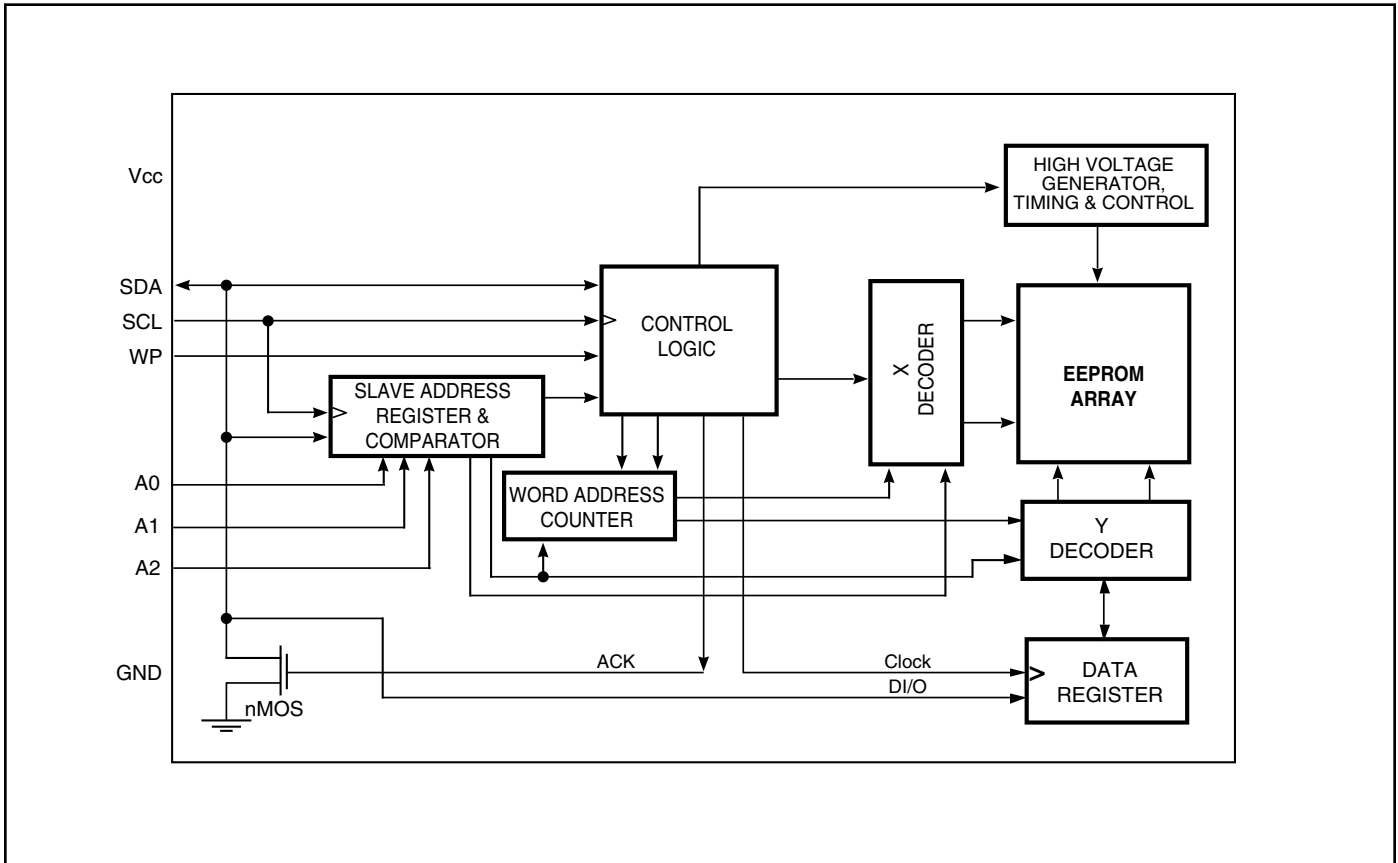 Vcc
HIGH VOLTAGE
GENERATOR,
TIMING & CONTROL
SDA
SCL
WP
CONTROL
LOGIC
X
DECODER
EEPROM
ARRAY
SLAVE ADDRESS
REGISTER &
COMPARATOR
A0
A1
A2
WORD ADDRESS
COUNTER
Y
DECODER
GND
nMOS
ACK
Clock
DI/O
DATA
REGISTER